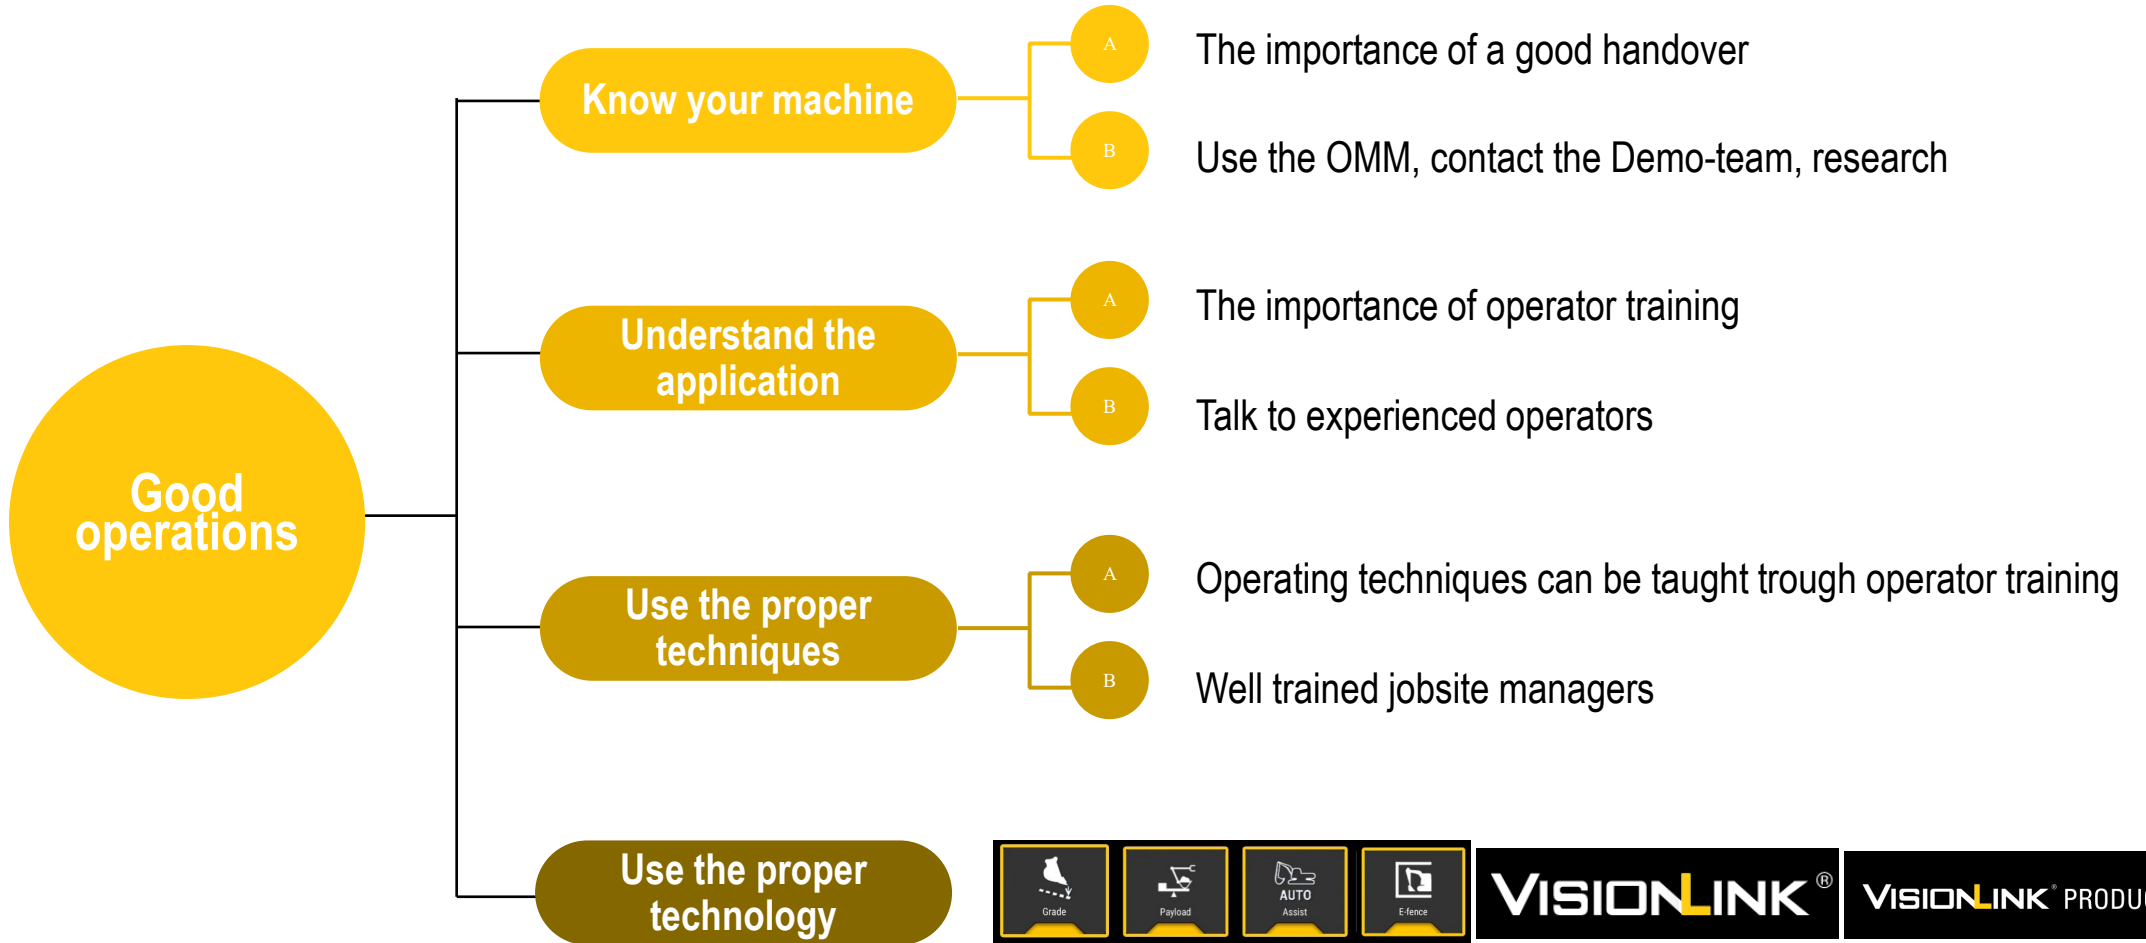 Good
operations
Know your machine
A
The importance of a good handover
B
Use the OMM, contact the Demo-team, research
Understand the
application
A
The importance of operator training
B
Talk to experienced operators
Use the proper
techniques
A
Operating techniques can be taught trough operator training
B
Well trained jobsite managers
Use the proper
technology
Grade
Payload
AUTO
Assist
E-fence
VISIONLINK®
VISIONLINK®